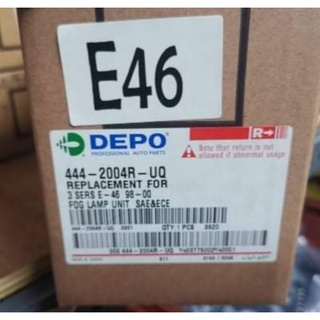 E46
DEPO
PROFESSIONAL AUTO PARTS
R
Note that return is not
allowed if abnormal usage
444-2004R-UQ
REPLACEMENT FOR
3 SERS E-46 98-00
FOG LAMP UNIT SAE&ECE
QTY:1 PCS